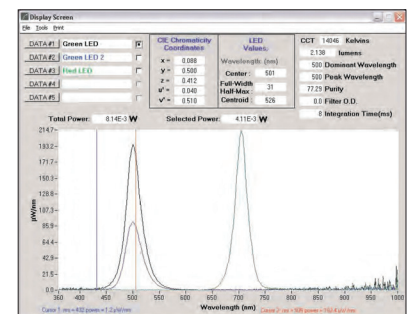 Display Screen
File Tools Print
DATA#1 Green LED
DATA#2 Green LED 2
DATA#3 Red LED
DATA#4
DATA#5
CIE Chromaticity Coordinates
x = 0.088
y = 0.500
z = 0.412
u' = 0.040
v' = 0.510
LED Values:
Wavelength (nm)
Center: 501
Full-Width Half-Max: 31
Centroid: 526
CCT 14046 Kelvins
2.138 lumens
500 Dominant Wavelength
500 Peak Wavelength
77.29 Purity
0.0 Filter O.D.
8 Integration Time(ms)
Total Power: 8.14E-3 W
Selected Power: 4.11E-3 W
µW/nm
214.7
193.2
171.7
150.3
128.8
107.3
85.9
64.4
42.9
21.5
0.0
360 400 450 500 550 600 650 700 750 800 850 900 950 1000
Wavelength (nm)